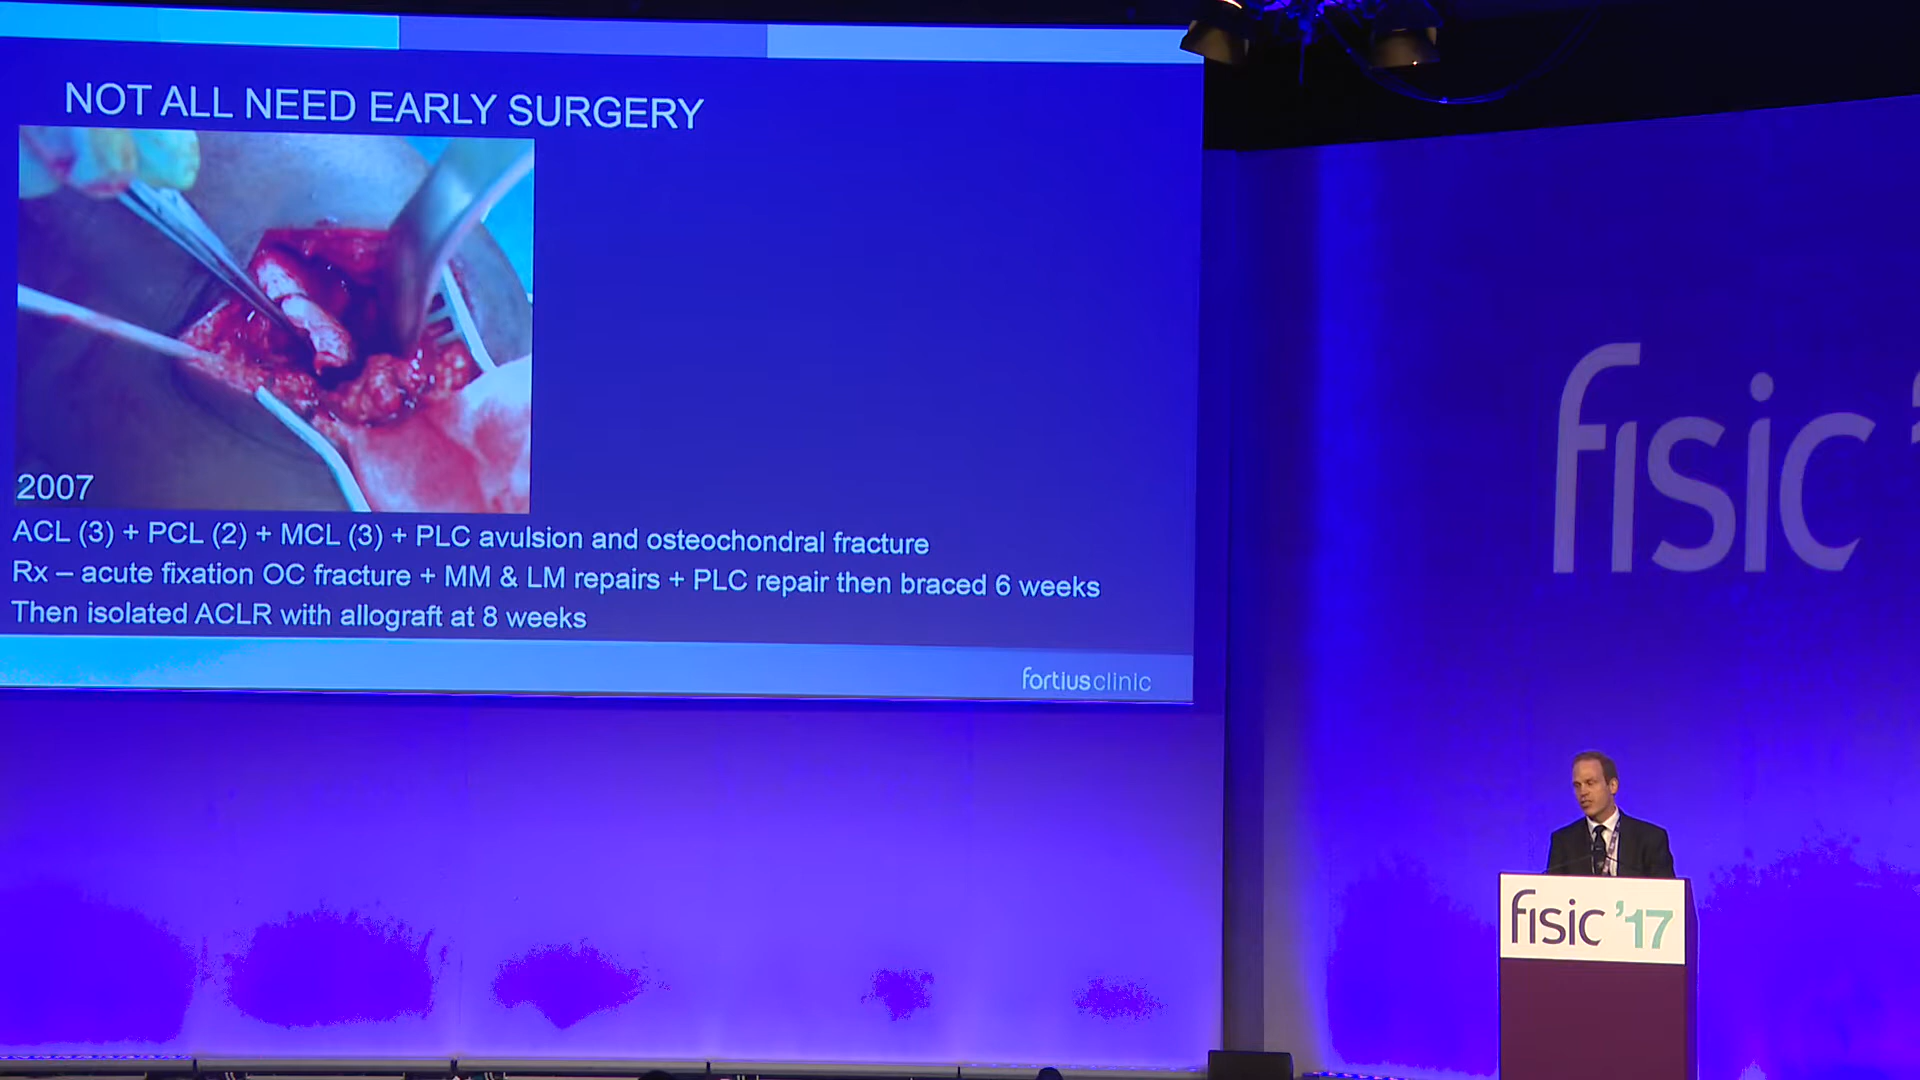 NOT ALL NEED EARLY SURGERY
2007
ACL (3) + PCL (2) + MCL (3) + PLC avulsion and osteochondral fracture
Rx – acute fixation OC fracture + MM & LM repairs + PLC repair then braced 6 weeks
Then isolated ACLR with allograft at 8 weeks
fortiusclinic
fisic '
fisic '17